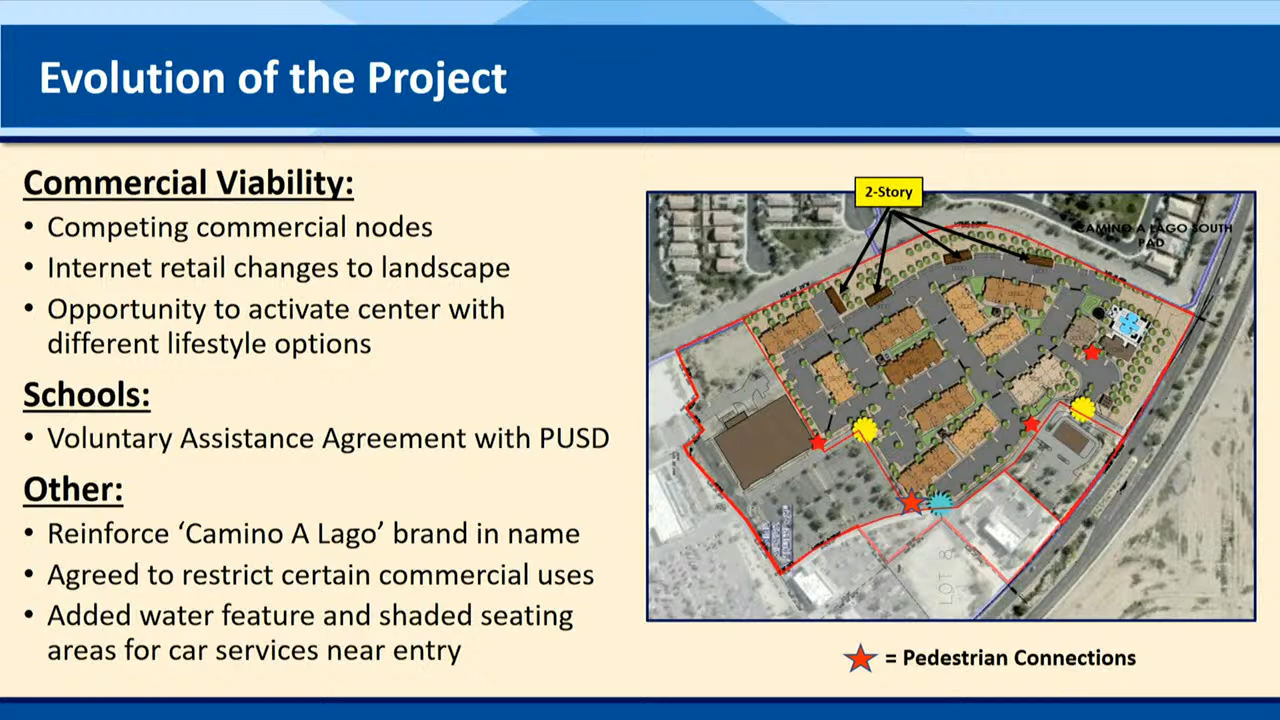 Evolution of the Project
Commercial Viability:
• Competing commercial nodes
• Internet retail changes to landscape
• Opportunity to activate center with
different lifestyle options
Schools:
• Voluntary Assistance Agreement with PUSD
Other:
• Reinforce ‘Camino A Lago’ brand in name
• Agreed to restrict certain commercial uses
• Added water feature and shaded seating
areas for car services near entry
2-Story
CAMINO A LAGO SOUTH
PAD
LOT 8
= Pedestrian Connections